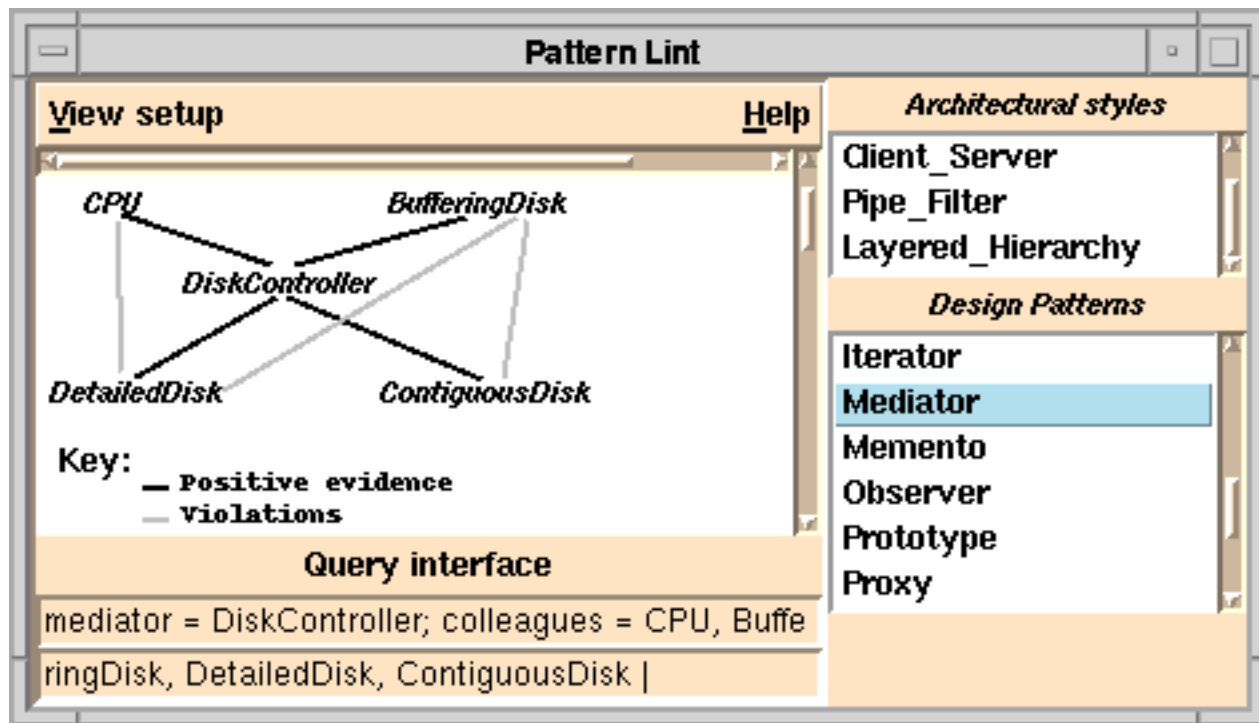 Pattern Lint
View setup Help
CPU BufferingDisk
DiskController
DetailedDisk ContiguousDisk
Key:
Positive evidence
Violations
Query interface
mediator = DiskController; colleagues = CPU, Buffe
ringDisk, DetailedDisk, ContiguousDisk |
Architectural styles
Client_Server
Pipe_Filter
Layered_Hierarchy
Design Patterns
Iterator
Mediator
Memento
Observer
Prototype
Proxy